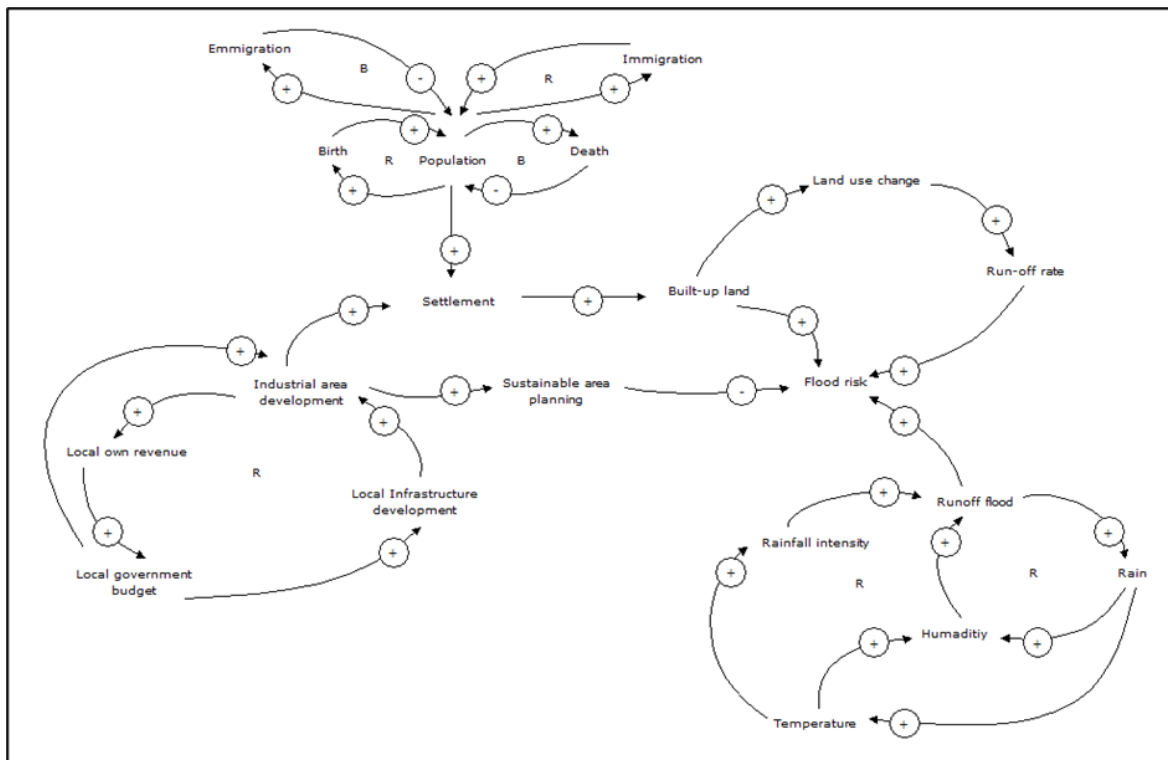 Emmigration
B
-
+
R
Immigration
+
+
+
+
Birth
R
Population
B
Death
+
-
Land use change
+
+
+
Run-off rate
Settlement
+
Built-up land
+
+
+
Industrial area
development
+
Sustainable area
planning
-
Flood risk
+
+
+
+
Local own revenue
R
Local Infrastructure
development
+
+
Local government
budget
+
Runoff flood
Rainfall intensity
+
+
+
R
R
Rain
+
Humaditiy
+
Temperature
+